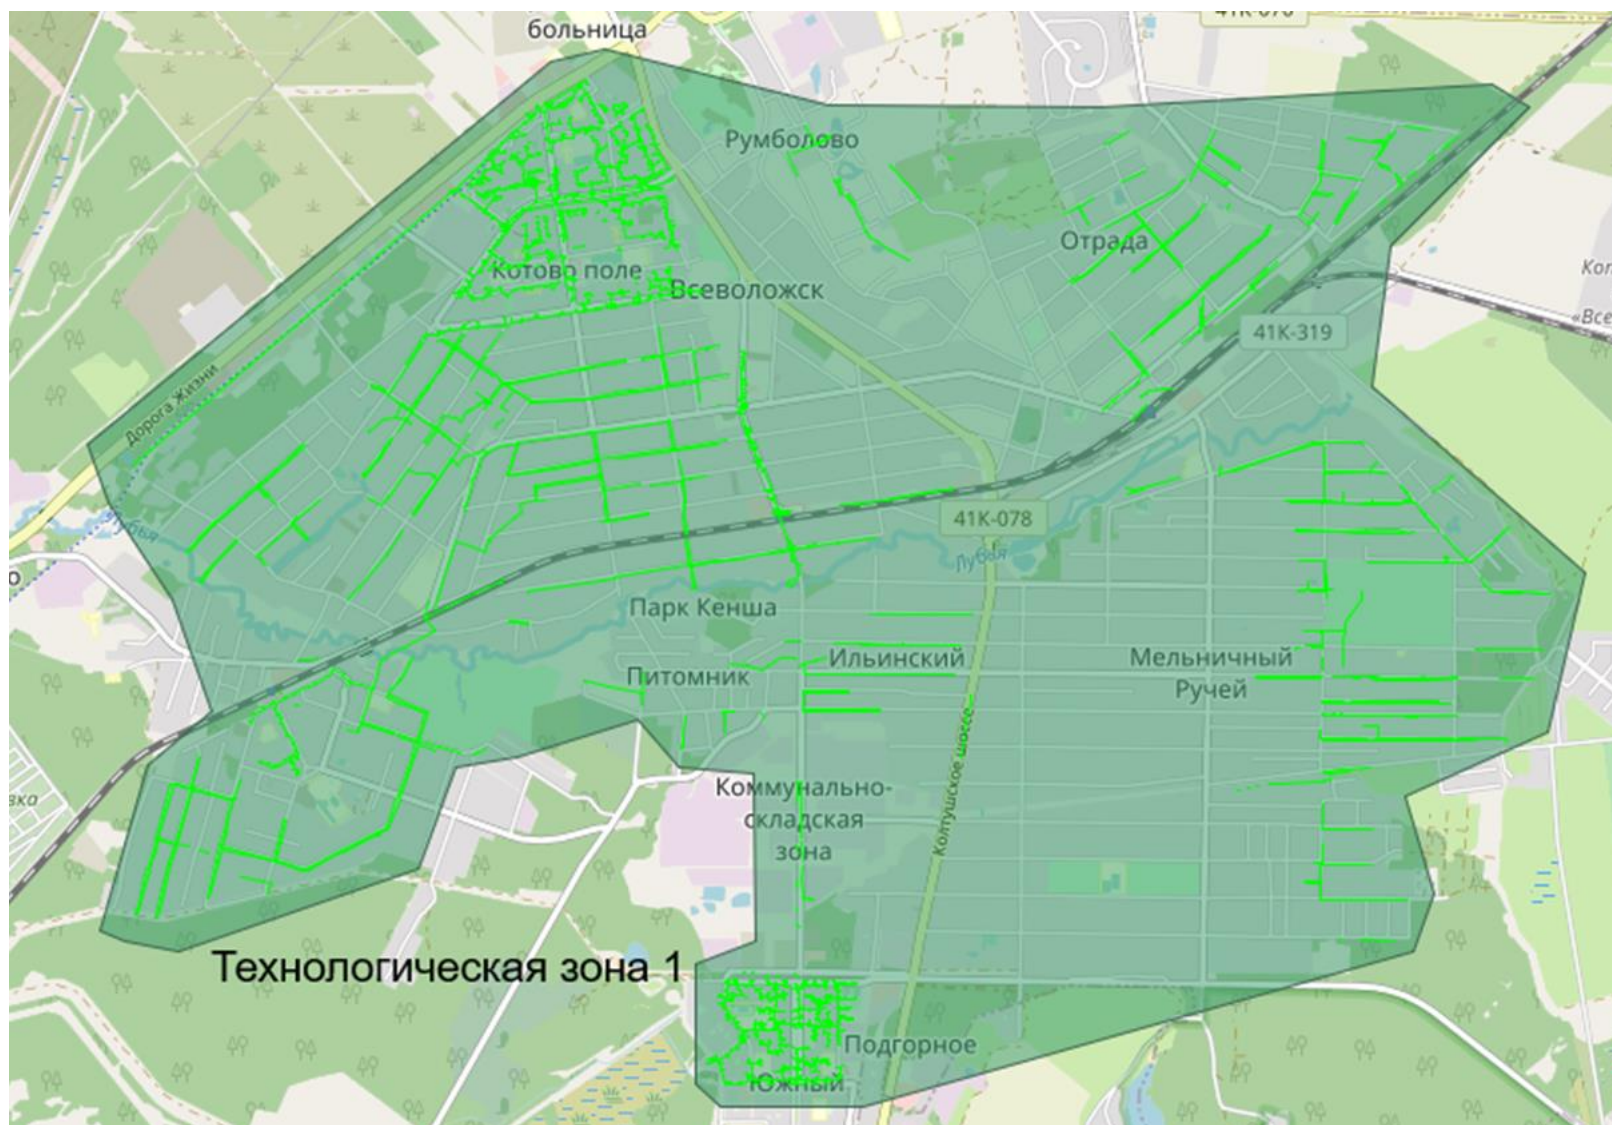 больница
Румболово
Отрада
Котово поле
Всеволожск
41К-319
Дорога Жизни
41К-078
Лубья
Лубья
Парк Кенша
Ильинский
Питомник
Мельничный
Ручей
Коммунально-
складская
зона
Колтушское шоссе
Технологическая зона 1
Подгорное
Южный